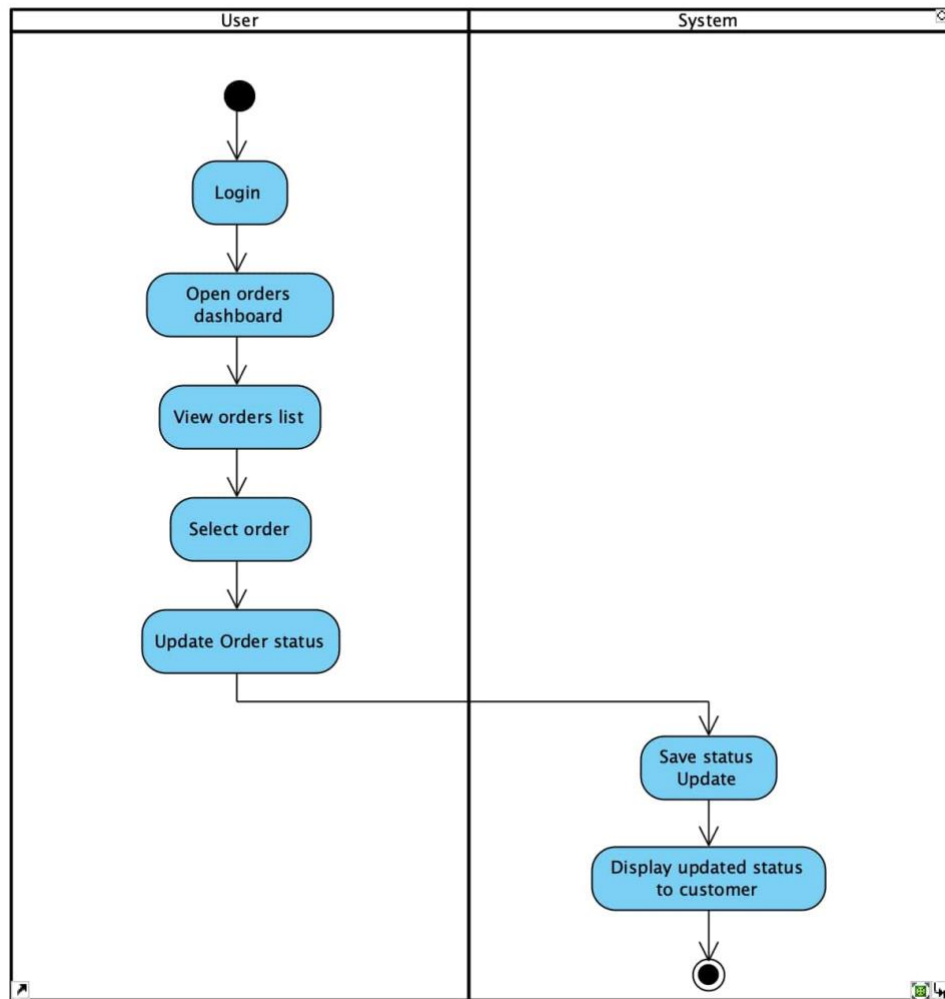 User
System
Login
Open orders
dashboard
View orders list
Select order
Update Order status
Save status
Update
Display updated status
to customer